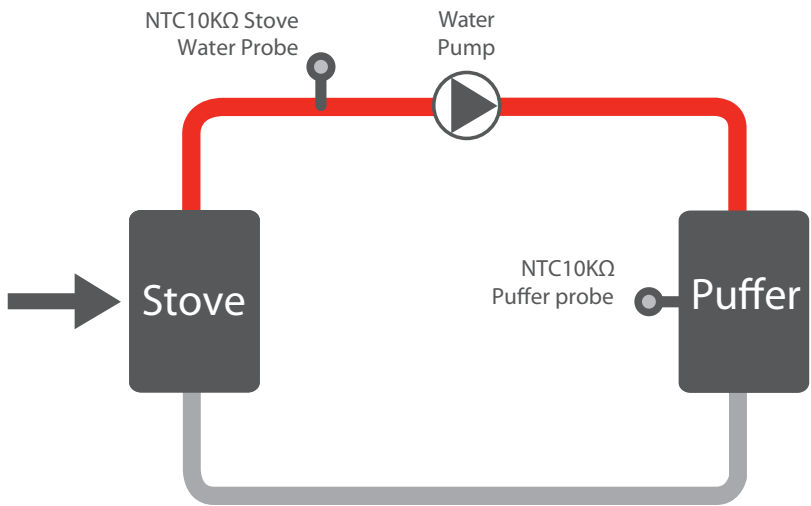 NTC10KΩ Stove
Water Probe
Water
Pump
Stove
NTC10KΩ
Puffer probe
Puffer